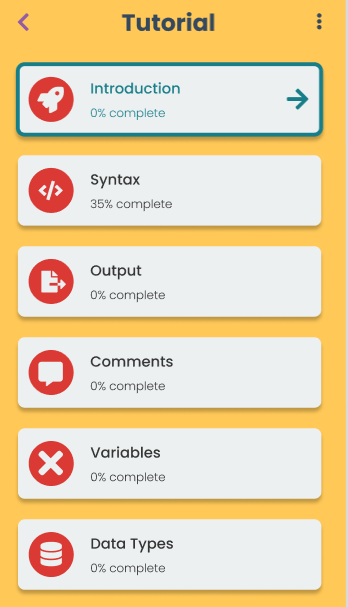 Tutorial
Introduction
0% complete
Syntax
35% complete
Output
0% complete
Comments
0% complete
Variables
0% complete
Data Types
0% complete